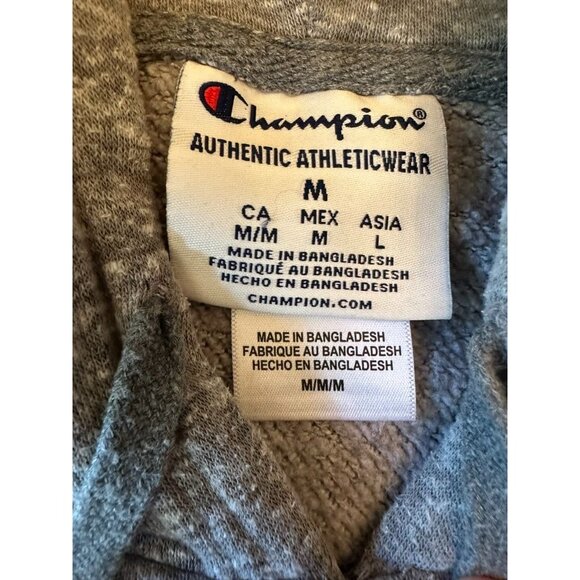 Champion®
AUTHENTIC ATHLETICWEAR
M
CA MEX ASIA
M/M M L
MADE IN BANGLADESH
FABRIQUÉ AU BANGLADESH
HECHO EN BANGLADESH
CHAMPION.COM
MADE IN BANGLADESH
FABRIQUE AU BANGLADESH
HECHO EN BANGLADESH
M/M/M